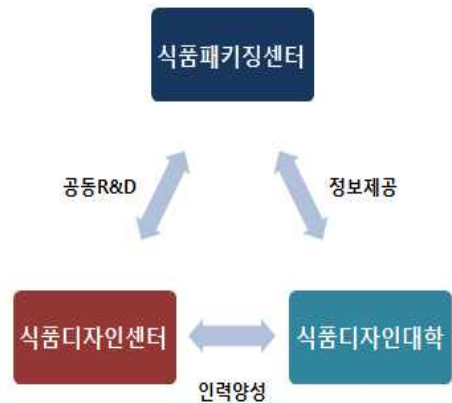 식품패키징센터
공동R&D
정보제공
식품디자인센터
식품디자인대학
인력양성